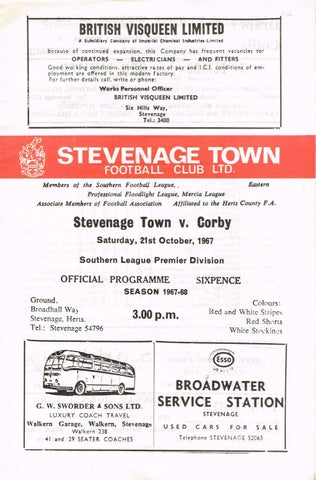 BRITISH VISQUEEN LIMITED
A Subsidiary Company of Imperial Chemical Industries Limited
because of continued expansion, this Company has frequent vacancies for
OPERATORS — ELECTRICIANS — AND FITTERS
Good working conditions, attractive rates of pay and I.C.I. conditions of em-
ployment are offered in this modern factory.
For further details call, write or phone:
Works Personnel Officer
BRITISH VISQUEEN LIMITED
Six Hills Way,
Stevenage
Tel.: 3400
STEVENAGE TOWN
FOOTBALL CLUB LTD.
Members of the Southern Football League, , Eastern
Professional Floodlight League, Mercia League
Associate Members of Football Association Affiliated to the Herts County F.A.
Stevenage Town v. Corby
Saturday, 21st October, 1967
Southern League Premier Division
OFFICIAL PROGRAMME SIXPENCE
SEASON 1967-68
Ground,
Broadhall Way
Stevenage, Herts.
Tel.: Stevenage 54796
3.00 p.m.
Colours:
Red and White Stripes
Red Shorts
White Stockings
G. W. SWORDER & SONS LTD.
LUXURY COACH TRAVEL
Walkern Garage, Walkern, Stevenage
Walkern 238
41 and 29 SEATER COACHES
Esso
BROADWATER
SERVICE STATION
STEVENAGE
USED CARS FOR SALE
Telephone STEVENAGE 52065